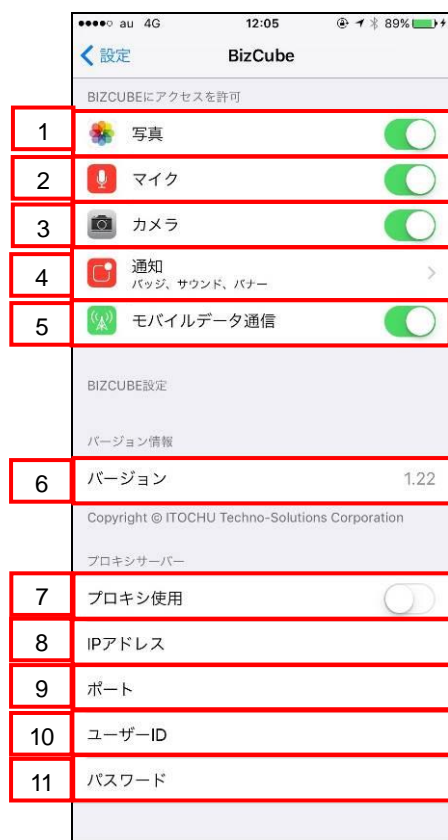 au 4G 12:05 89%
設定 BizCube
BIZCUBEにアクセスを許可
1 写真
2 マイク
3 カメラ
4 通知
バッジ、サウンド、バナー
5 モバイルデータ通信
BIZCUBE設定
バージョン情報
6 バージョン 1.22
Copyright © ITOCHU Techno-Solutions Corporation
プロキシサーバー
7 プロキシ使用
8 IPアドレス
9 ポート
10 ユーザーID
11 パスワード